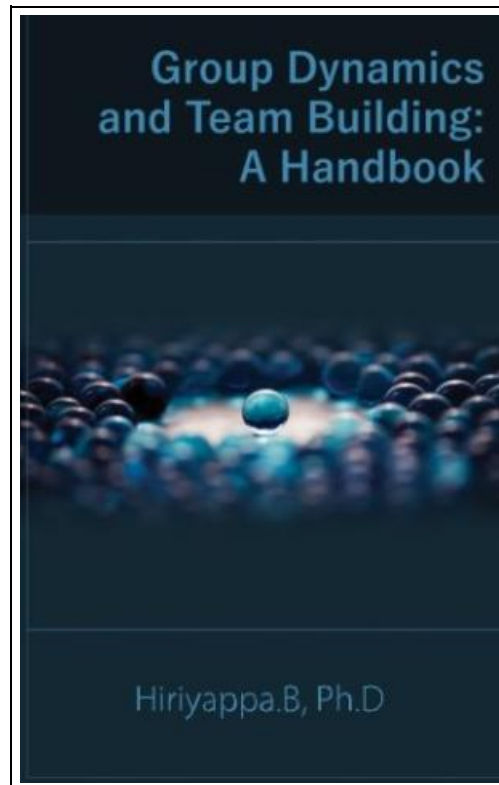 Group Dynamics
and Team Building:
A Handbook
Hiriyappa.B, Ph.D